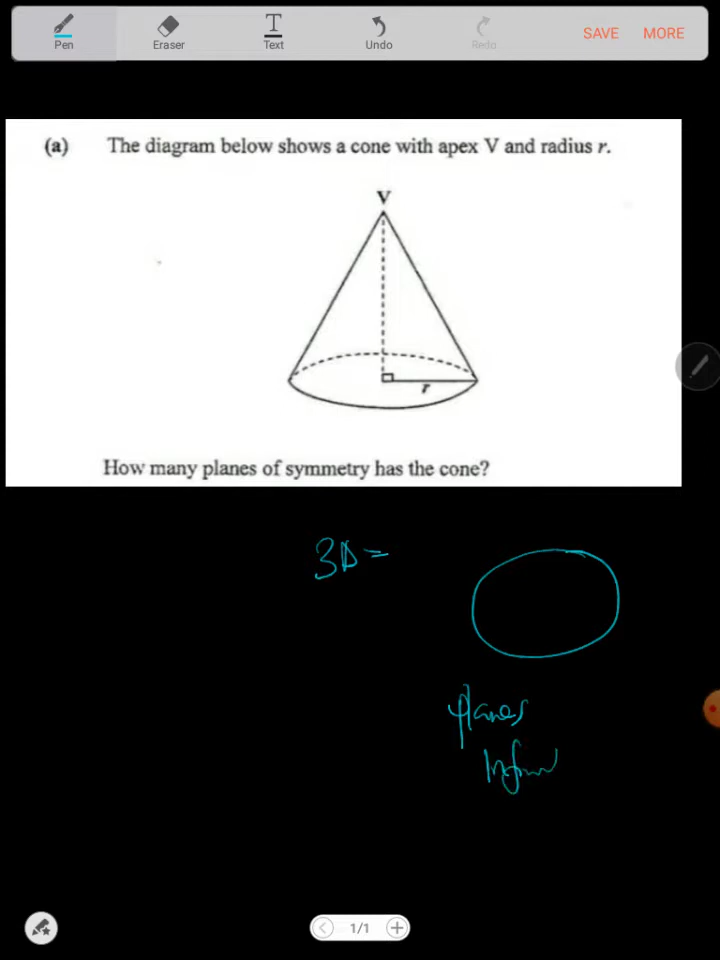 Pen Eraser Text Undo Redo SAVE MORE
(a) The diagram below shows a cone with apex V and radius r.
V
r
How many planes of symmetry has the cone?
3D =
planes
1/1